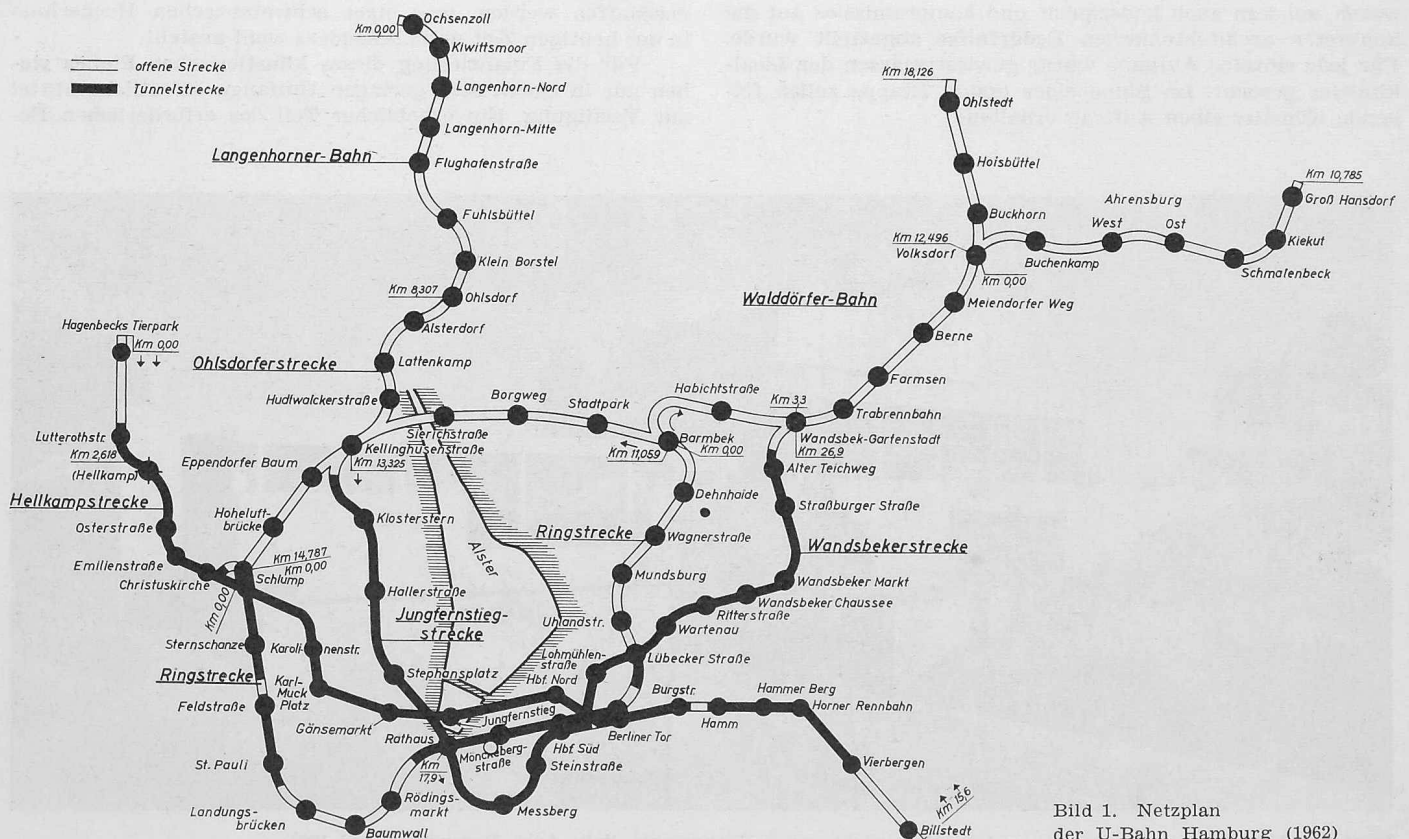 offene Strecke
Tunnelstrecke
Km 0,00
Ochsenzoll
Kiwittsmoor
Langenhorn-Nord
Langenhorn-Mitte
Langenhorner-Bahn
Flughafenstraße
Fuhlsbüttel
Klein Borstel
Km 8,307
Ohlsdorf
Alsterdorf
Ohlsdorferstrecke
Lattenkamp
Hudtwalckerstraße
Km 18,126
Ohlstedt
Hoisbüttel
Buckhorn
Km 12,496
Volksdorf
Km 0,00
Buchenkamp
Ahrensburg
West
Ost
Schmalenbeck
Kiekut
Groß Hansdorf
Km 10,785
Walddörfer-Bahn
Meiendorfer Weg
Berne
Farmsen
Trabrennbahn
Hagenbecks Tierpark
Km 0,00
Lutterothstr.
Km 2,618
(Hellkamp)
Hellkampstrecke
Osterstraße
Emilienstraße
Christuskirche
Schlump
Km 14,787
Km 0,00
Km 0,00
Hoheluft-
brücke
Eppendorfer Baum
Kellinghusenstraße
Km 13,325
Sierichstraße
Borgweg
Stadtpark
Habichtstraße
Barmbek
Km 0,00
Km 11,059
Km 3,3
Wandsbek-Gartenstadt
Km 26,9
Alter Teichweg
Straßburger Straße
Wandsbekerstrecke
Wandsbeker Markt
Wandsbeker Chaussee
Ritterstraße
Wartenau
Lübecker Straße
Dehnhaide
Ringstrecke
Wagnerstraße
Mundsburg
Uhlandstr.
Alster
Klosterstern
Hallerstraße
Jungfernstieg-
strecke
Stephansplatz
Lohmühlen-
straße
Hbf. Nord
Sternschanze
Karoli-
nenstr.
Ringstrecke
Karl-
Muck
Platz
Feldstraße
Gänsemarkt
Jungfernstieg
Rathaus
Möncke berg-
straße
Hbf. Süd
Berliner Tor
Burgstr.
Hamm
Hammer Berg
Horner Rennbahn
Vierbergen
Km 15,6
Billstedt
St. Pauli
Landungs-
brücken
Baumwall
Rödings-
markt
Km
17,9
Messberg
Steinstraße
Bild 1. Netzplan
der U-Bahn Hamburg (1962)